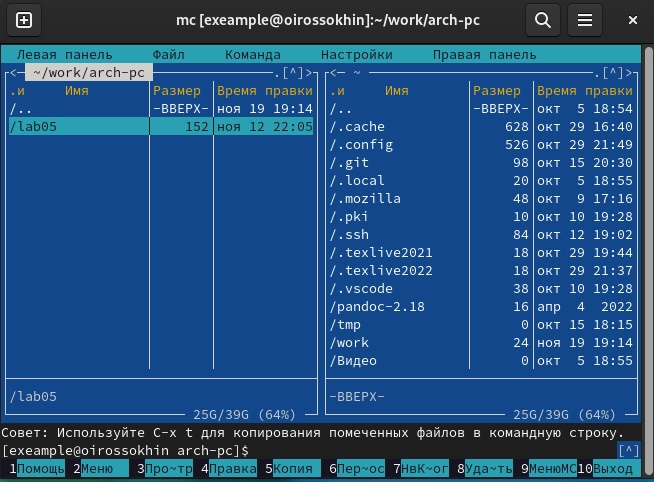 mc [exeample@oirossokhin]:~/work/arch-pc
Левая панель Файл Команда Настройки Правая панель
<— ~/work/arch-pc .[^]> <— ~ .[^]>
.и Имя Размер Время правки .и Имя Размер Время правки
/.. -ВВЕРХ- ноя 19 19:14 /.. -ВВЕРХ- окт 5 18:54
/lab05 152 ноя 12 22:05 /.cache 628 окт 29 16:40
/.config 526 окт 29 21:49
/.git 98 окт 15 20:30
/.local 20 окт 5 18:55
/.mozilla 48 окт 9 17:16
/.pki 10 окт 10 19:28
/.ssh 84 окт 12 19:02
/.texlive2021 18 окт 29 19:44
/.texlive2022 18 окт 29 21:37
/.vscode 38 окт 10 19:28
/pandoc-2.18 16 апр 4 2022
/tmp 0 окт 15 18:15
/work 24 ноя 19 19:14
/Видео 0 окт 5 18:55
/lab05 -ВВЕРХ-
25G/39G (64%) 25G/39G (64%)
Совет: Используйте C-x t для копирования помеченных файлов в командную строку.
[exeample@oirossokhin arch-pc]$ [^]
1Помощь 2Меню 3Про~тр 4Правка 5Копия 6Пер~ос 7НвК~ог 8Уда~ть 9МенюMC 10Выход